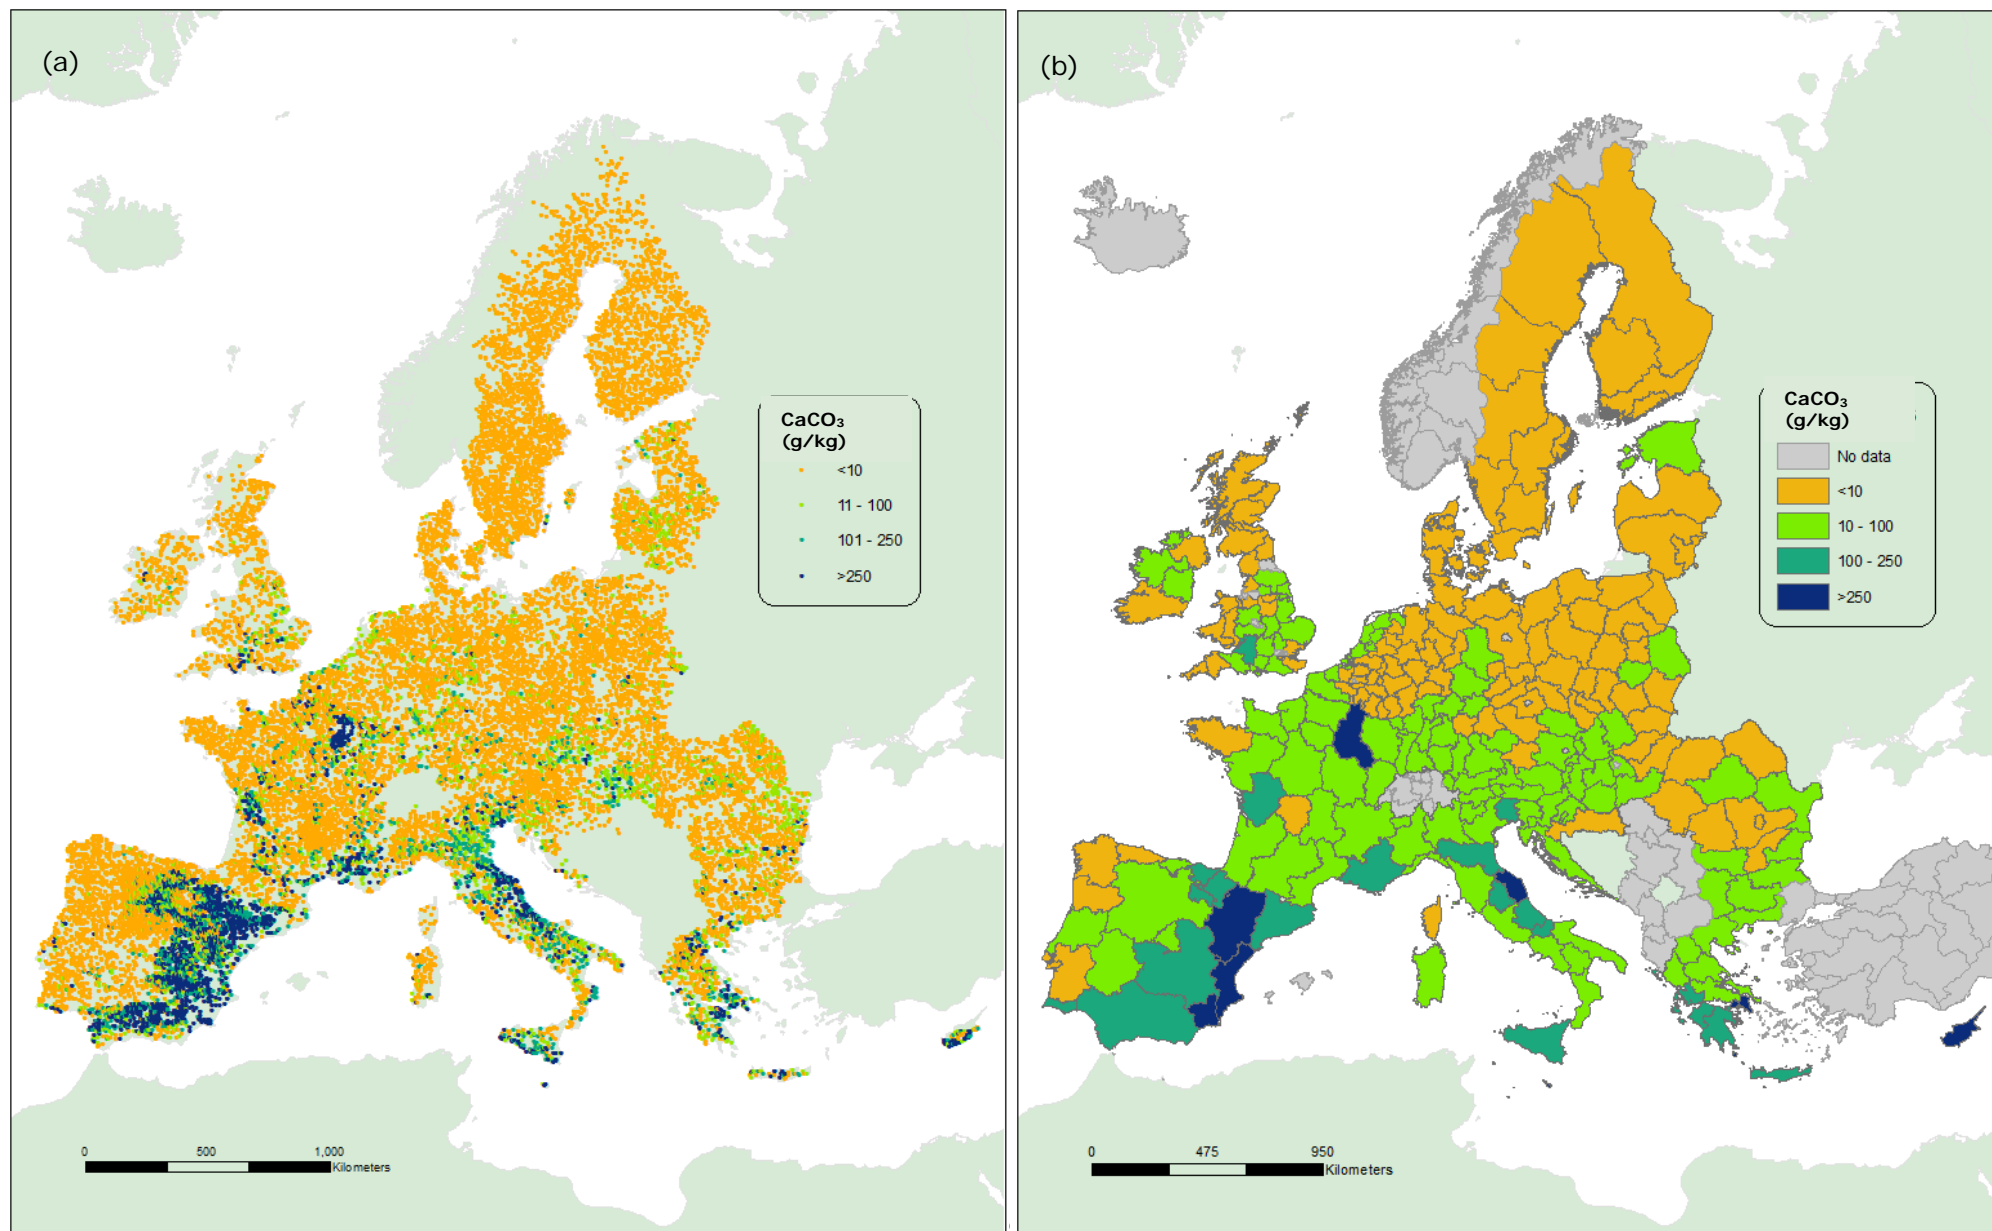 (a)
CaCO₃
(g/kg)
<10
11 - 100
101 - 250
>250
0 500 1,000
Kilometers
(b)
CaCO₃
(g/kg)
No data
<10
10 - 100
100 - 250
>250
0 475 950
Kilometers